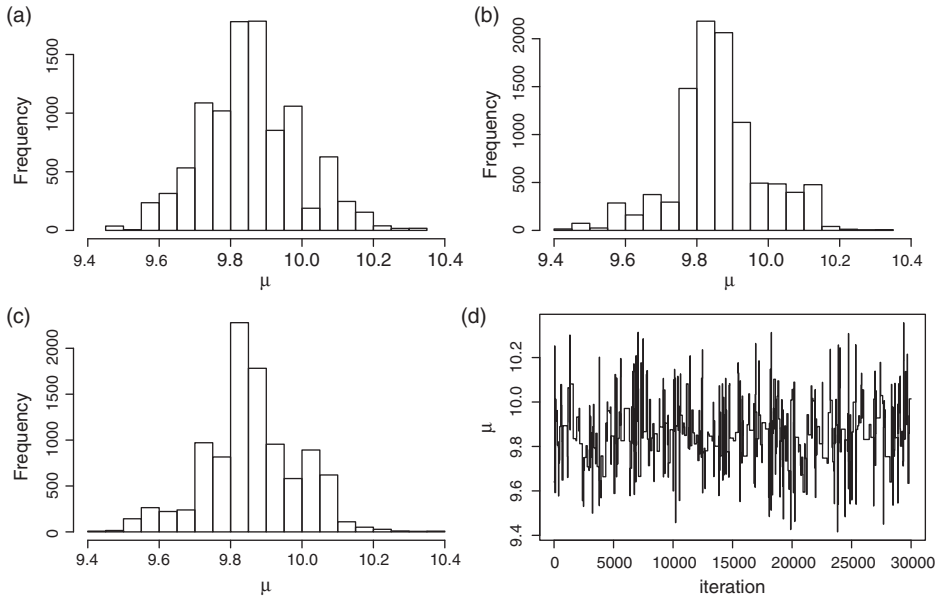 (a)
Frequency
0 500 1000 1500
9.4 9.6 9.8 10.0 10.2 10.4
μ
(b)
Frequency
0 500 1000 1500 2000
9.4 9.6 9.8 10.0 10.2 10.4
μ
(c)
Frequency
0 500 1000 1500 2000
9.4 9.6 9.8 10.0 10.2 10.4
μ
(d)
μ
9.4 9.6 9.8 10.0 10.2
0 5000 10000 15000 20000 25000 30000
iteration